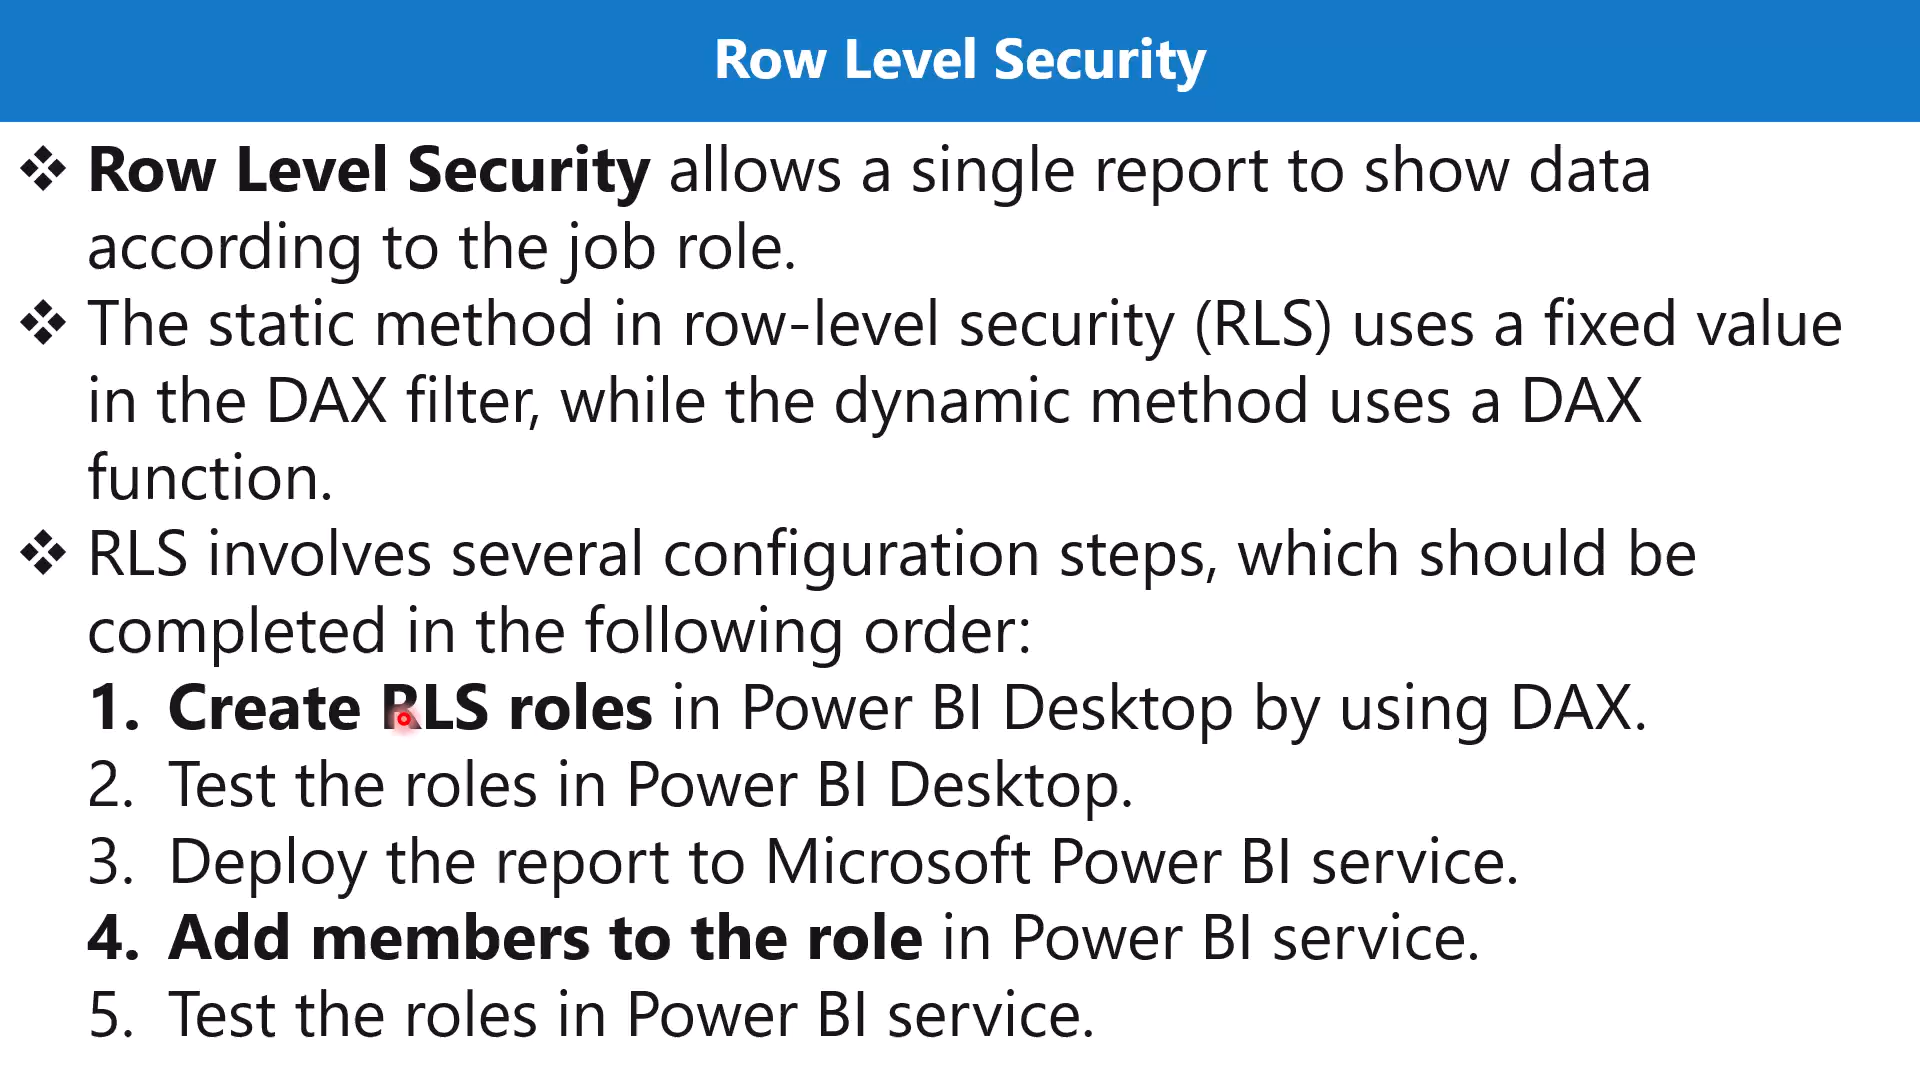 Row Level Security
❖ Row Level Security allows a single report to show data
according to the job role.
❖ The static method in row-level security (RLS) uses a fixed value
in the DAX filter, while the dynamic method uses a DAX
function.
❖ RLS involves several configuration steps, which should be
completed in the following order:
1. Create RLS roles in Power BI Desktop by using DAX.
2. Test the roles in Power BI Desktop.
3. Deploy the report to Microsoft Power BI service.
4. Add members to the role in Power BI service.
5. Test the roles in Power BI service.